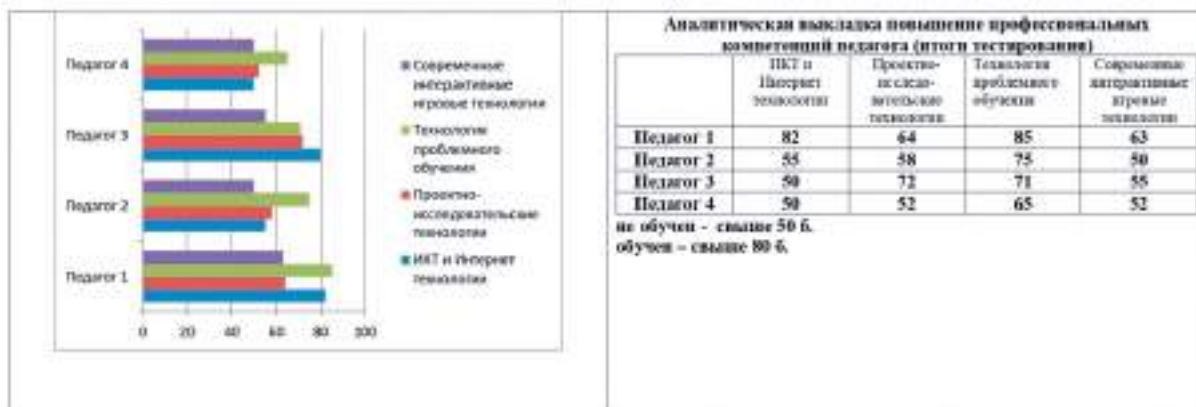 Педагог 4
Педагог 3
Педагог 2
Педагог 1
0 20 40 60 80 100
Современные
интерактивные
игровые технологии
Технология
проблемного
обучения
Проектно-
исследовательские
технологии
ИКТ и Интернет
технологии
Аналитическая выкладка повышение профессиональных
компетенций педагога (итоги тестирования)
ИКТ и
Интернет
технологии
Проектно-
исследо-
вательские
технологии
Технология
проблемного
обучения
Современные
интерактивные
игровые
технологии
Педагог 1 82 64 85 63
Педагог 2 55 58 75 50
Педагог 3 50 72 71 55
Педагог 4 50 52 65 52
не обучен - свыше 50 б.
обучен – свыше 80 б.